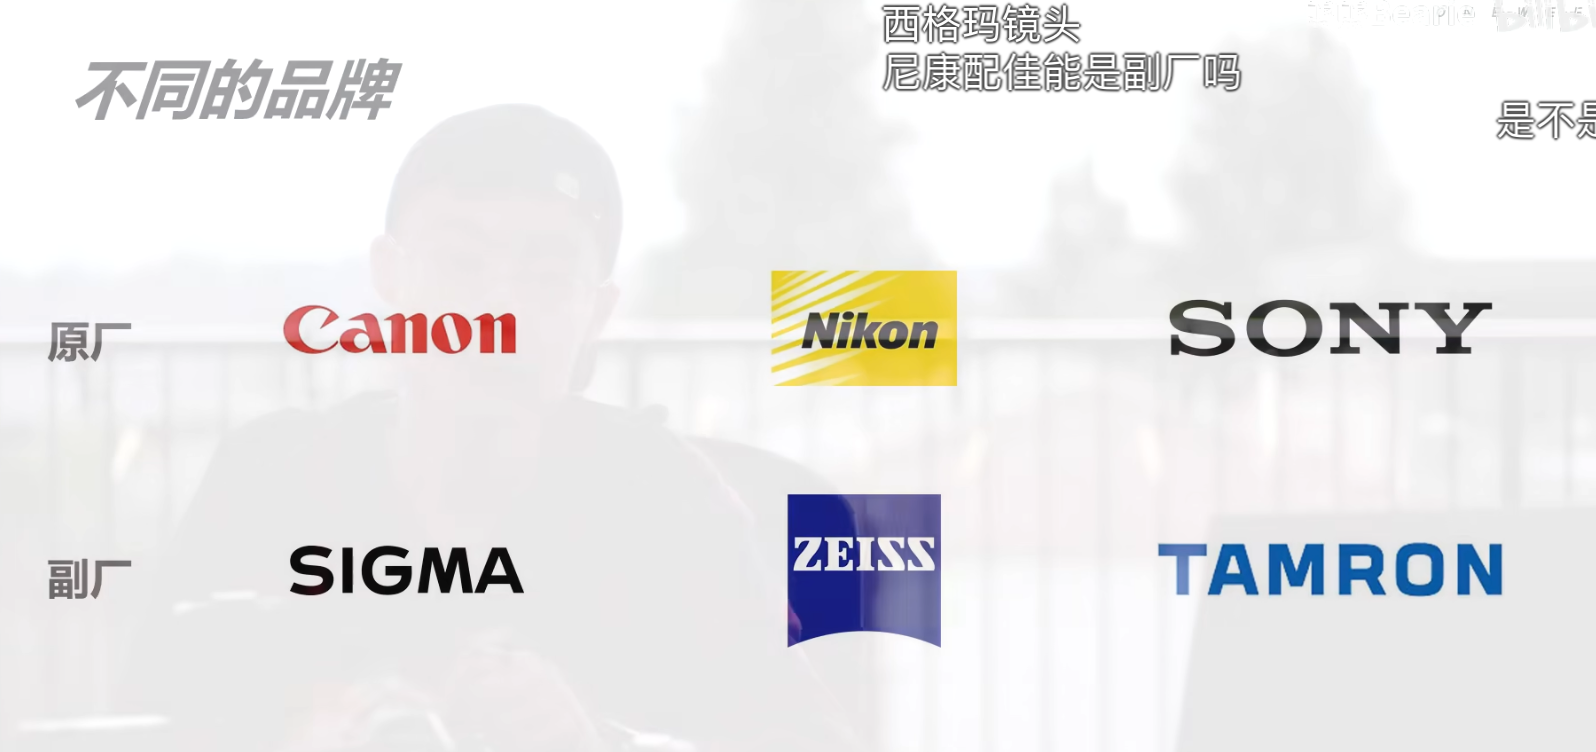 西格玛镜头
不同的品牌
尼康配佳能是副厂吗
是不是
原厂
Canon
Nikon
SONY
副厂
SIGMA
ZEISS
TAMRON